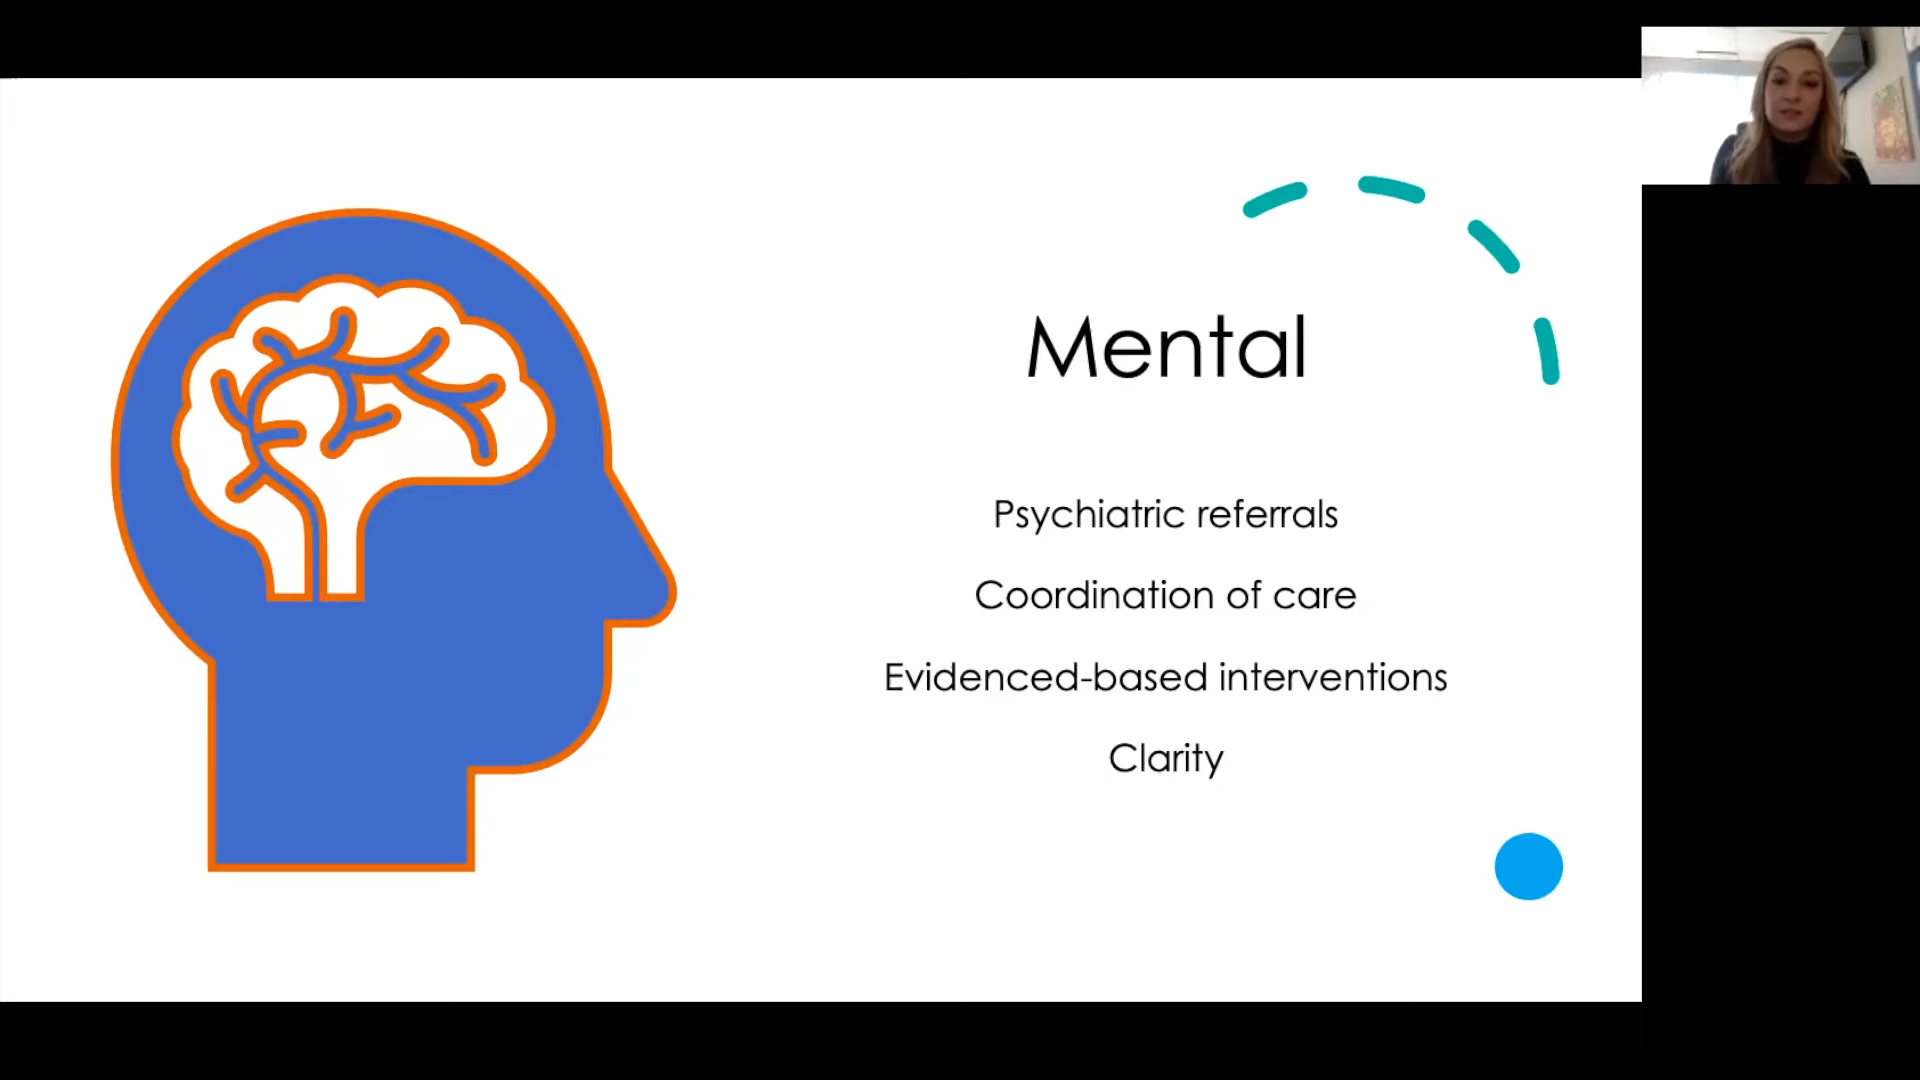 Mental
Psychiatric referrals
Coordination of care
Evidenced-based interventions
Clarity